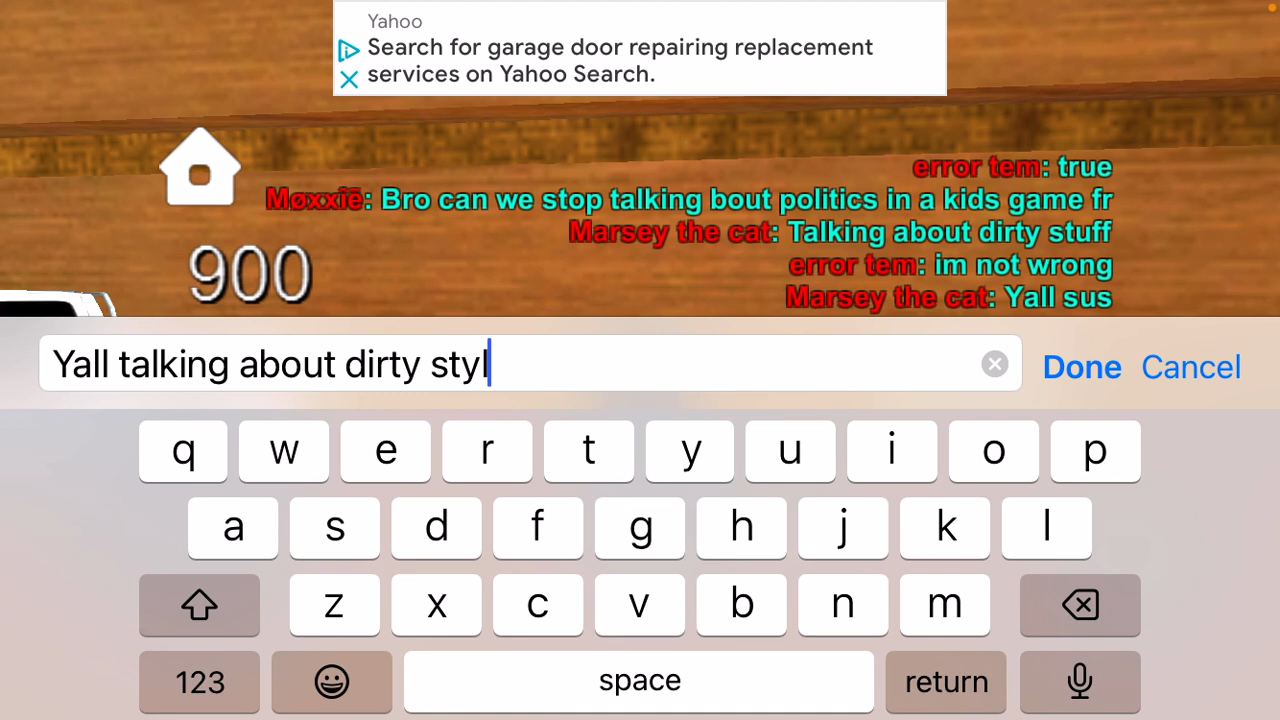 Yahoo
Search for garage door repairing replacement
services on Yahoo Search.
error tem: true
Møxxïē: Bro can we stop talking bout politics in a kids game fr
Marsey the cat: Talking about dirty stuff
error tem: im not wrong
Marsey the cat: Yall sus
900
Yall talking about dirty styl
Done Cancel
q w e r t y u i o p
a s d f g h j k l
z x c v b n m
123 space return